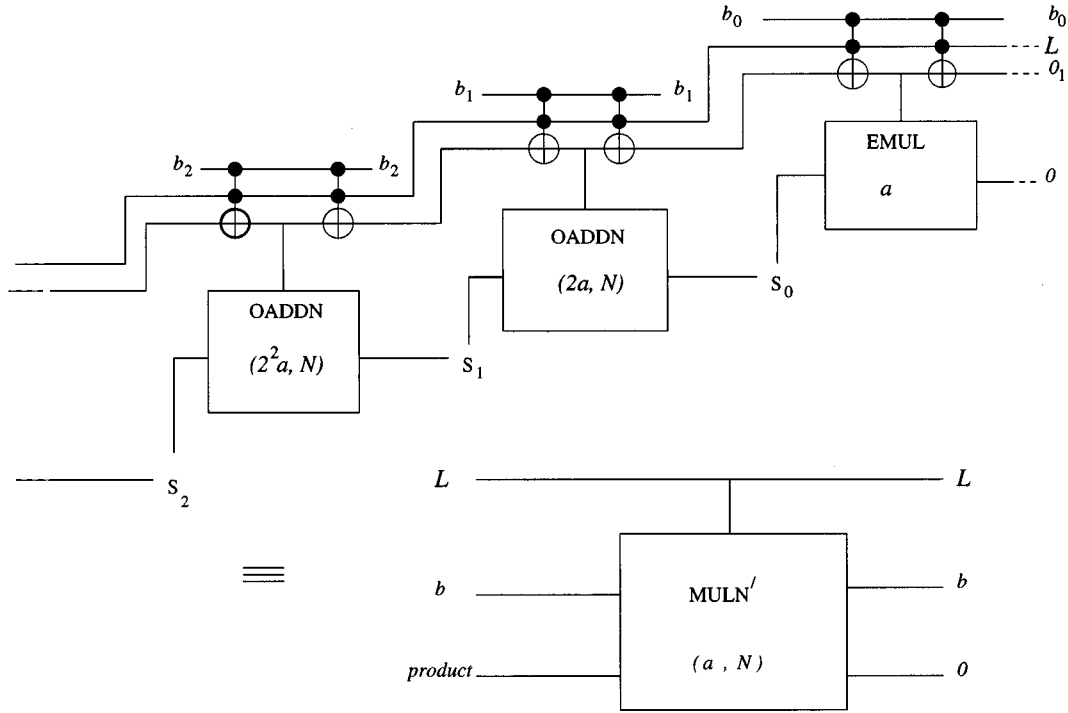 b₀ b₀
L
0₁
b₁ b₁
EMUL
a
0
b₂ b₂
OADDN
(2a, N)
S₀
OADDN
(2²a, N)
S₁
S₂
L L
≡
b MULN′ b
product (a , N) 0